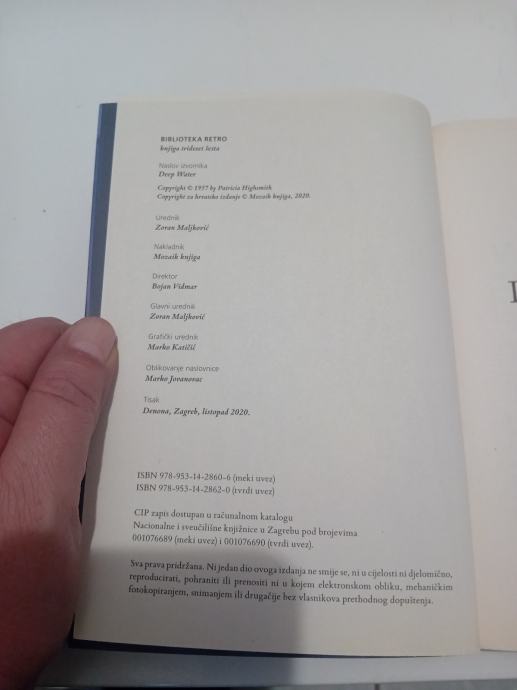 BIBLIOTEKA RETRO
knjiga trideset šesta
Naslov izvornika
Deep Water
Copyright © 1957 by Patricia Highsmith
Copyright za hrvatsko izdanje © Mozaik knjiga, 2020.
Urednik
Zoran Maljković
Nakladnik
Mozaik knjiga
Direktor
Bojan Vidmar
Glavni urednik
Zoran Maljković
Grafički urednik
Marko Katičić
Oblikovanje naslovnice
Marko Jovanovac
Tisak
Denona, Zagreb, listopad 2020.
ISBN 978-953-14-2860-6 (meki uvez)
ISBN 978-953-14-2862-0 (tvrdi uvez)
CIP zapis dostupan u računalnom katalogu
Nacionalne i sveučilišne knjižnice u Zagrebu pod brojevima
001076689 (meki uvez) i 001076690 (tvrdi uvez).
Sva prava pridržana. Ni jedan dio ovoga izdanja ne smije se, ni u cijelosti ni djelomično,
reproducirati, pohraniti ili prenositi ni u kojem elektronskom obliku, mehaničkim
fotokopiranjem, snimanjem ili drugačije bez vlasnikova prethodnog dopuštenja.